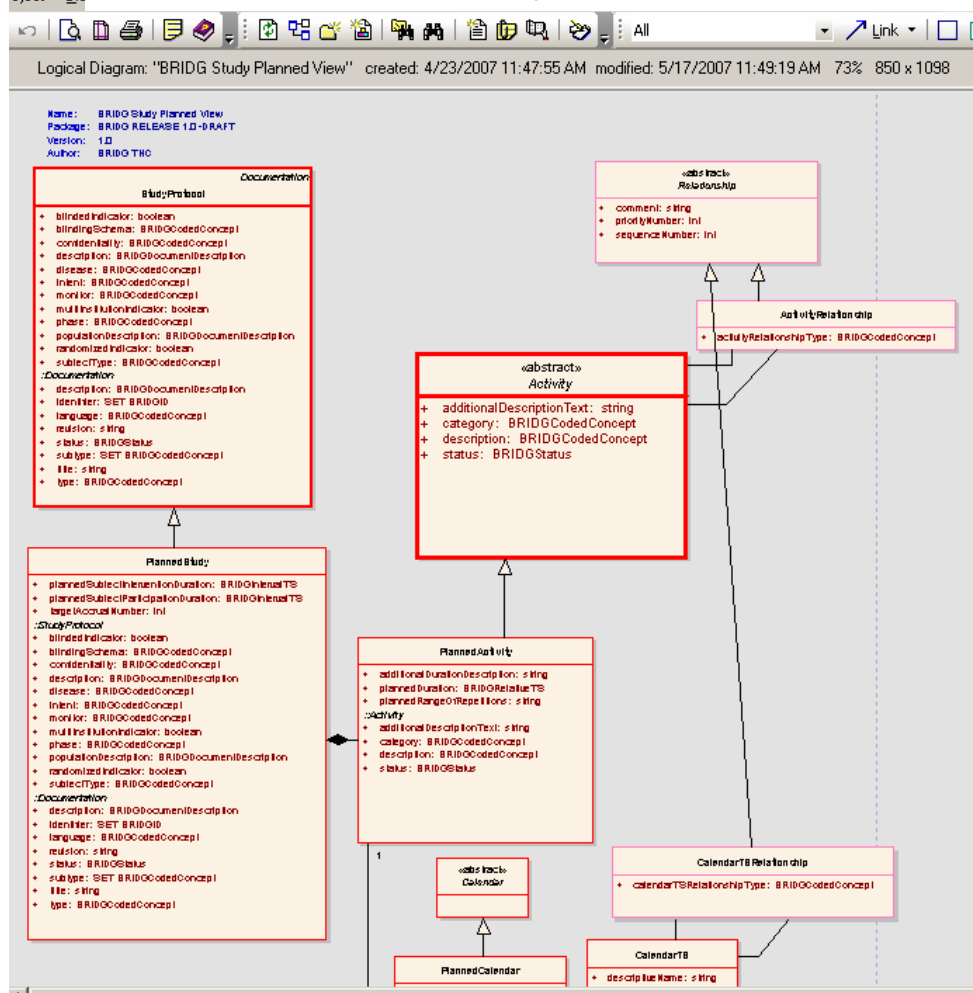 All
Link
Logical Diagram: "BRIDG Study Planned View" created: 4/23/2007 11:47:55 AM modified: 5/17/2007 11:49:19 AM 73% 850 x 1098
Name: BRIDG Study Planned View
Package: BRIDG RELEASE 1.0-DRAFT
Version: 1.0
Author: BRIDG THC
Documentation
StudyProtocol
+ blindedIndicator: boolean
+ blindingSchema: BRIDGCodedConcept
+ confidentiality: BRIDGCodedConcept
+ description: BRIDGDocumentDescription
+ disease: BRIDGCodedConcept
+ intent: BRIDGCodedConcept
+ monitor: BRIDGCodedConcept
+ multiInstitutionIndicator: boolean
+ phase: BRIDGCodedConcept
+ populationDescription: BRIDGDocumentDescription
+ randomizedIndicator: boolean
+ subjectType: BRIDGCodedConcept
::Documentation
+ description: BRIDGDocumentDescription
+ identifier: SET BRIDGID
+ language: BRIDGCodedConcept
+ revision: string
+ status: BRIDGStatus
+ subtype: SET BRIDGCodedConcept
+ title: string
+ type: BRIDGCodedConcept
«abstract»
Relationship
+ comment: string
+ priorityNumber: int
+ sequenceNumber: int
ActivityRelationship
+ activityRelationshipType: BRIDGCodedConcept
«abstract»
Activity
+ additionalDescriptionText: string
+ category: BRIDGCodedConcept
+ description: BRIDGCodedConcept
+ status: BRIDGStatus
PlannedStudy
+ plannedSubjectInterventionDuration: BRIDGIntervalTS
+ plannedSubjectParticipationDuration: BRIDGIntervalTS
+ targetAccrualNumber: int
::StudyProtocol
+ blindedIndicator: boolean
+ blindingSchema: BRIDGCodedConcept
+ confidentiality: BRIDGCodedConcept
+ description: BRIDGDocumentDescription
+ disease: BRIDGCodedConcept
+ intent: BRIDGCodedConcept
+ monitor: BRIDGCodedConcept
+ multiInstitutionIndicator: boolean
+ phase: BRIDGCodedConcept
+ populationDescription: BRIDGDocumentDescription
+ randomizedIndicator: boolean
+ subjectType: BRIDGCodedConcept
::Documentation
+ description: BRIDGDocumentDescription
+ identifier: SET BRIDGID
+ language: BRIDGCodedConcept
+ revision: string
+ status: BRIDGStatus
+ subtype: SET BRIDGCodedConcept
+ title: string
+ type: BRIDGCodedConcept
PlannedActivity
+ additionalDurationDescription: string
+ plannedDuration: BRIDGRelativeTS
+ plannedRangeOfRepetitions: string
::Activity
+ additionalDescriptionText: string
+ category: BRIDGCodedConcept
+ description: BRIDGCodedConcept
+ status: BRIDGStatus
1
«abstract»
Calendar
PlannedCalendar
CalendarTSRelationship
+ calendarTSRelationshipType: BRIDGCodedConcept
CalendarTS
+ descriptiveName: string